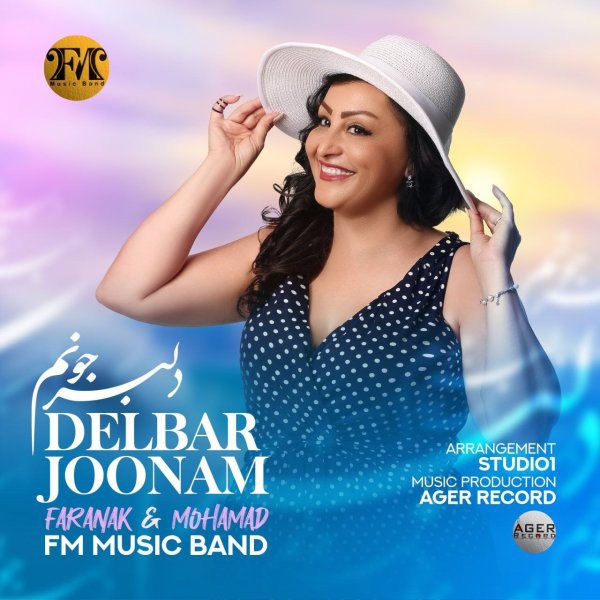 FM
Music Band
دلبر جونم
DELBAR
JOONAM
FARANAK & MOHAMAD
FM MUSIC BAND
ARRANGEMENT
STUDIO1
MUSIC PRODUCTION
AGER RECORD
AGER
RECORD